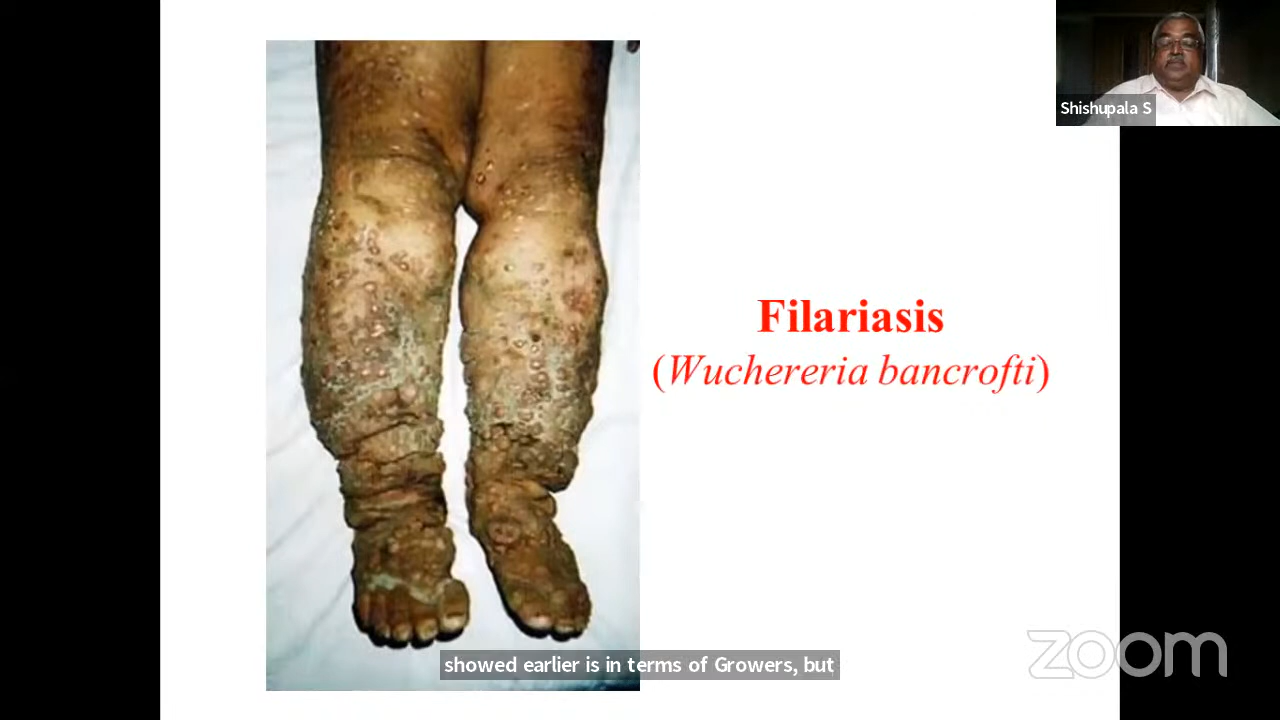 Shishupala S
Filariasis
(Wuchereria bancrofti)
showed earlier is in terms of Growers, but
zoom